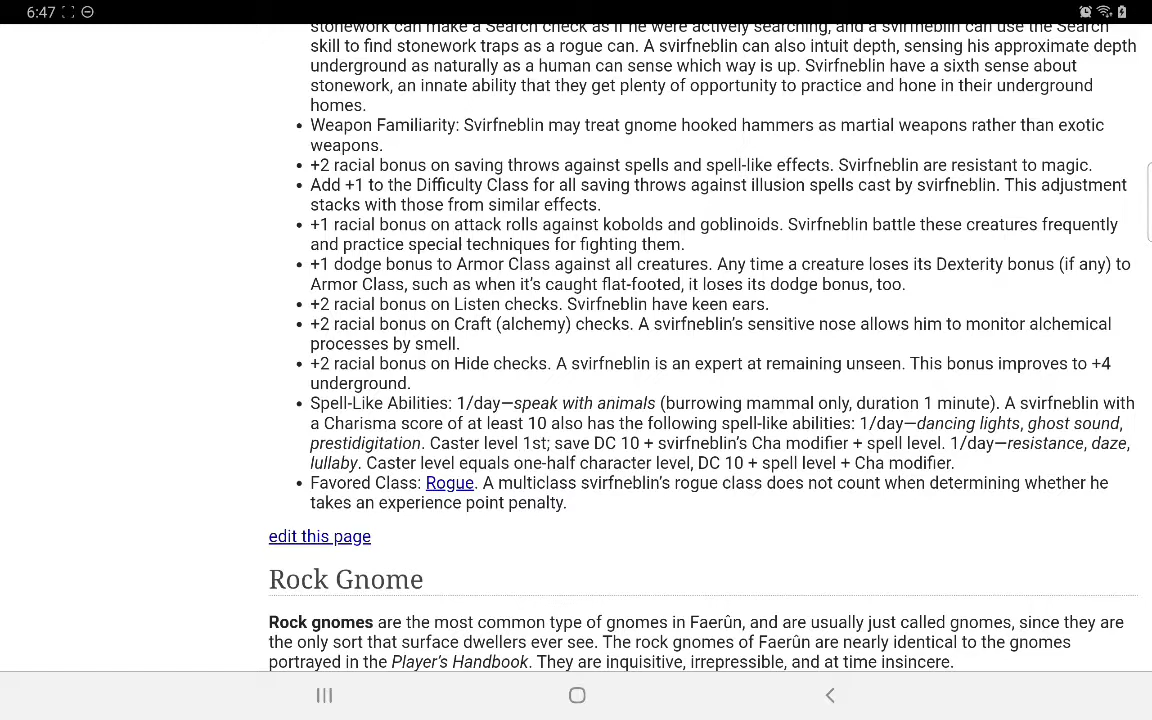 6:47
stonework can make a Search check as if he were actively searching, and a svirfneblin can use the Search
skill to find stonework traps as a rogue can. A svirfneblin can also intuit depth, sensing his approximate depth
underground as naturally as a human can sense which way is up. Svirfneblin have a sixth sense about
stonework, an innate ability that they get plenty of opportunity to practice and hone in their underground
homes.
• Weapon Familiarity: Svirfneblin may treat gnome hooked hammers as martial weapons rather than exotic
weapons.
• +2 racial bonus on saving throws against spells and spell-like effects. Svirfneblin are resistant to magic.
• Add +1 to the Difficulty Class for all saving throws against illusion spells cast by svirfneblin. This adjustment
stacks with those from similar effects.
• +1 racial bonus on attack rolls against kobolds and goblinoids. Svirfneblin battle these creatures frequently
and practice special techniques for fighting them.
• +1 dodge bonus to Armor Class against all creatures. Any time a creature loses its Dexterity bonus (if any) to
Armor Class, such as when it’s caught flat-footed, it loses its dodge bonus, too.
• +2 racial bonus on Listen checks. Svirfneblin have keen ears.
• +2 racial bonus on Craft (alchemy) checks. A svirfneblin’s sensitive nose allows him to monitor alchemical
processes by smell.
• +2 racial bonus on Hide checks. A svirfneblin is an expert at remaining unseen. This bonus improves to +4
underground.
• Spell-Like Abilities: 1/day—speak with animals (burrowing mammal only, duration 1 minute). A svirfneblin with
a Charisma score of at least 10 also has the following spell-like abilities: 1/day—dancing lights, ghost sound,
prestidigitation. Caster level 1st; save DC 10 + svirfneblin’s Cha modifier + spell level. 1/day—resistance, daze,
lullaby. Caster level equals one-half character level, DC 10 + spell level + Cha modifier.
• Favored Class: Rogue. A multiclass svirfneblin’s rogue class does not count when determining whether he
takes an experience point penalty.
edit this page
Rock Gnome
Rock gnomes are the most common type of gnomes in Faerûn, and are usually just called gnomes, since they are
the only sort that surface dwellers ever see. The rock gnomes of Faerûn are nearly identical to the gnomes
portrayed in the Player’s Handbook. They are inquisitive, irrepressible, and at time insincere.